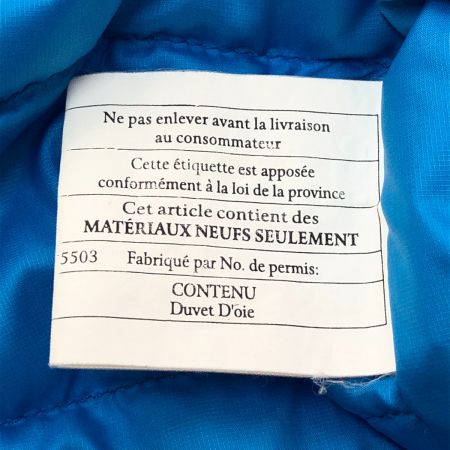 Ne pas enlever avant la livraison
au consommateur
Cette étiquette est apposée
conformément à la loi de la province
Cet article contient des
MATÉRIAUX NEUFS SEULEMENT
5503 Fabriqué par No. de permis:
CONTENU
Duvet D'oie